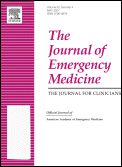 The
Journal of
Emergency
Medicine
THE JOURNAL FOR CLINICIANS
Official Journal of
American Academy of Emergency Medicine